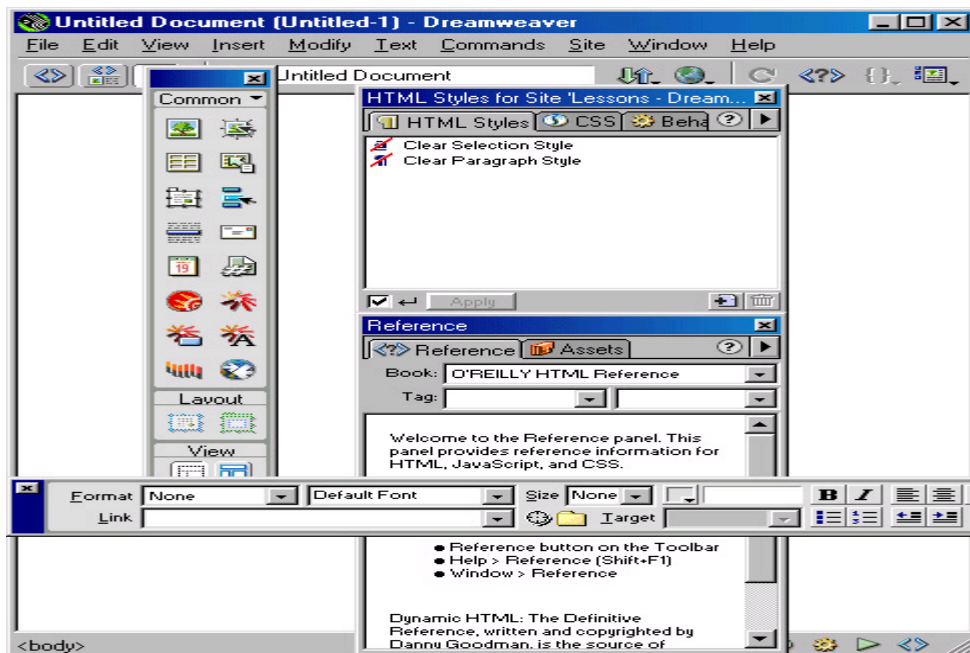 Untitled Document (Untitled-1) - Dreamweaver
File Edit View Insert Modify Text Commands Site Window Help
Untitled Document
Common
19
Layout
View
HTML Styles for Site 'Lessons - Dream...
HTML Styles CSS Beha
Clear Selection Style
Clear Paragraph Style
Apply
Reference
Reference Assets
Book: O'REILLY HTML Reference
Tag:
Welcome to the Reference panel. This
panel provides reference information for
HTML, JavaScript, and CSS.
Format None Default Font Size None B I
Link Target
Reference button on the Toolbar
Help > Reference (Shift+F1)
Window > Reference
Dynamic HTML: The Definitive
Reference, written and copyrighted by
Danny Goodman, is the source of
<body>